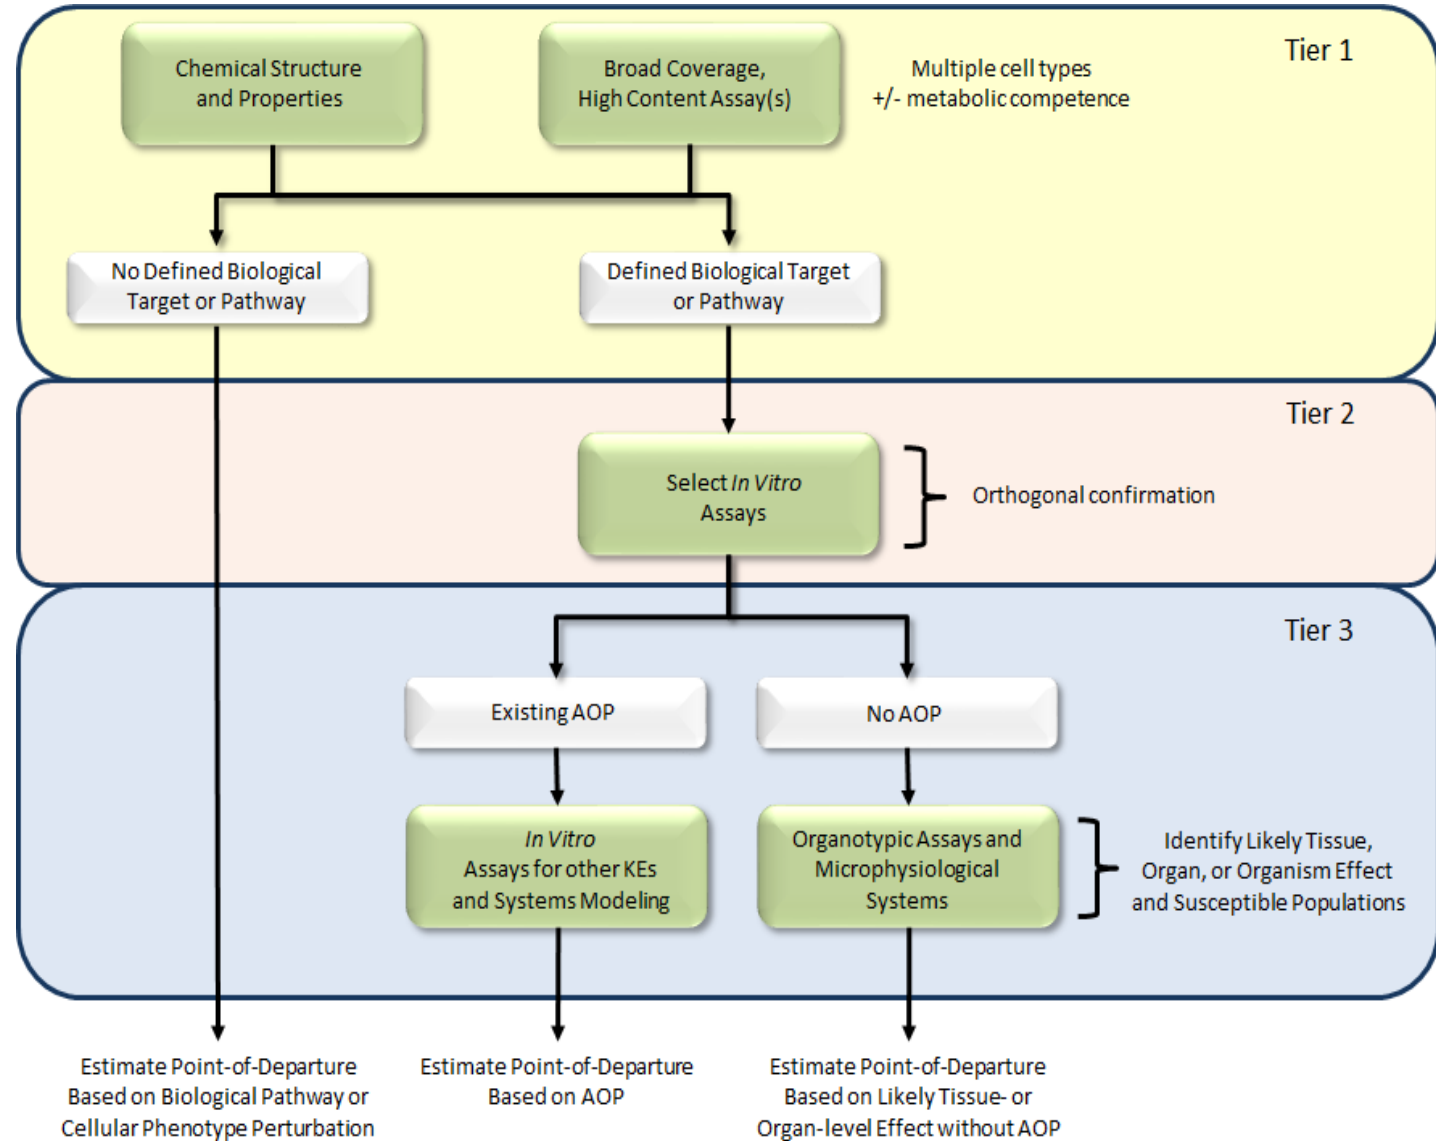 Tier 1
Chemical Structure
and Properties
Broad Coverage,
High Content Assay(s)
Multiple cell types
+/- metabolic competence
No Defined Biological
Target or Pathway
Defined Biological Target
or Pathway
Tier 2
Select In Vitro
Assays
Orthogonal confirmation
Tier 3
Existing AOP
No AOP
In Vitro
Assays for other KEs
and Systems Modeling
Organotypic Assays and
Microphysiological
Systems
Identify Likely Tissue,
Organ, or Organism Effect
and Susceptible Populations
Estimate Point-of-Departure
Based on Biological Pathway or
Cellular Phenotype Perturbation
Estimate Point-of-Departure
Based on AOP
Estimate Point-of-Departure
Based on Likely Tissue- or
Organ-level Effect without AOP